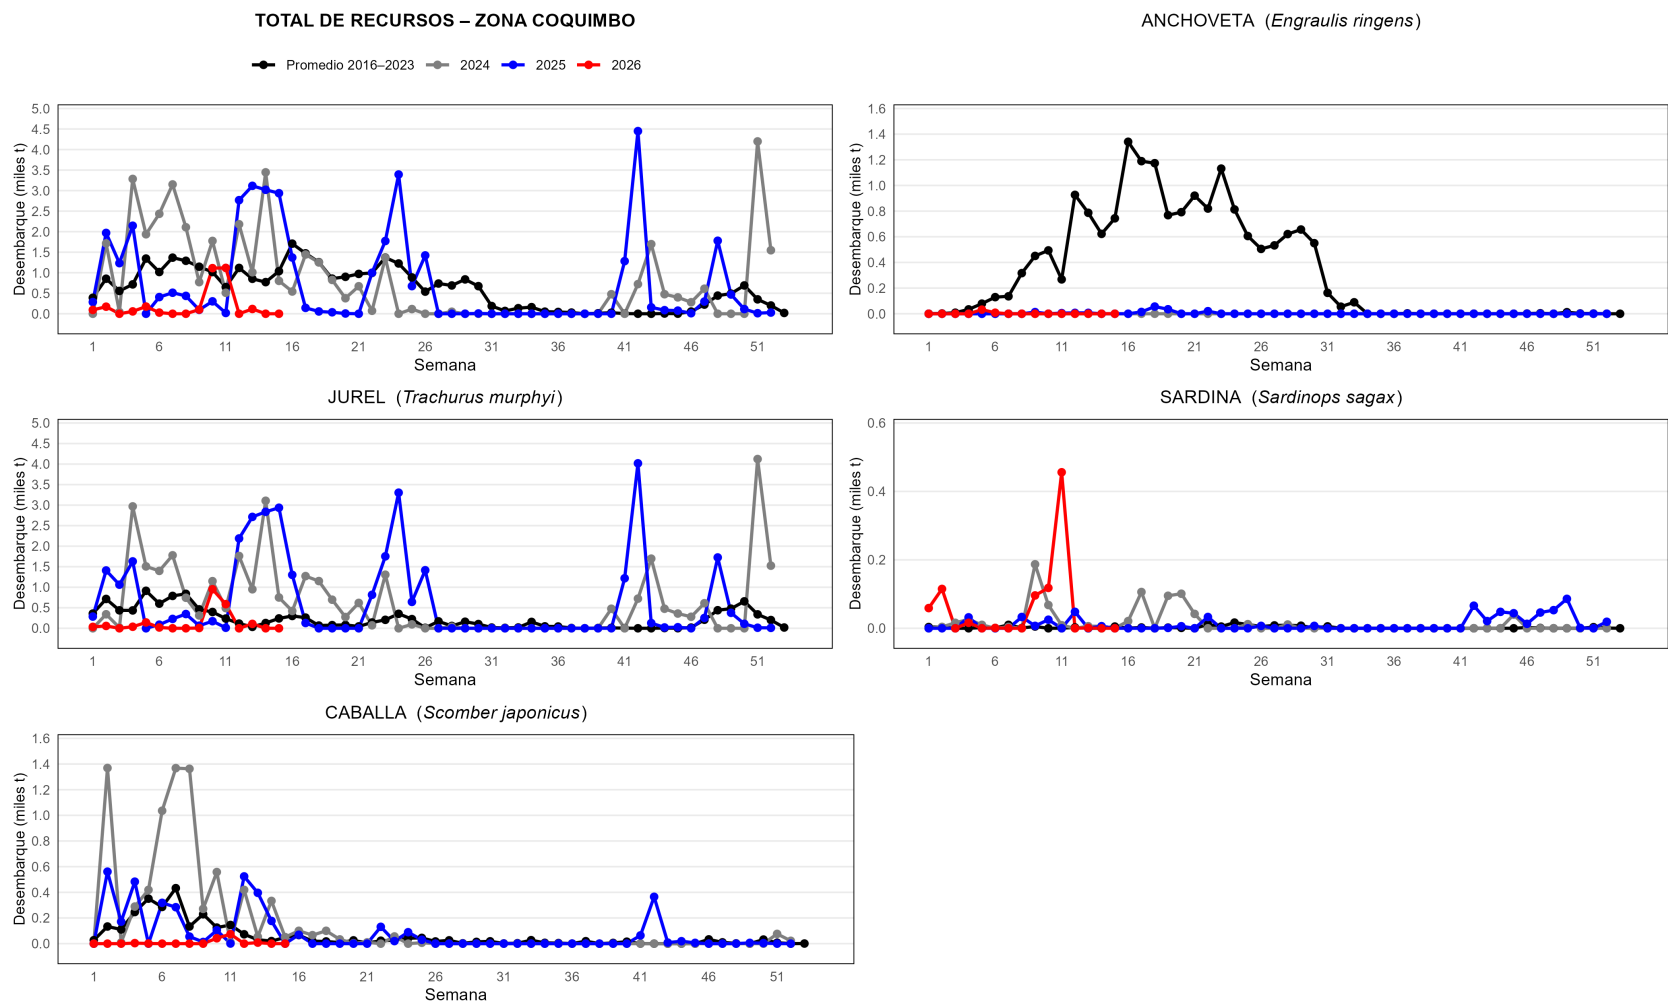 TOTAL DE RECURSOS – ZONA COQUIMBO
Promedio 2016–2023 2024 2025 2026
Desembarque (miles t)
5.0
4.5
4.0
3.5
3.0
2.5
2.0
1.5
1.0
0.5
0.0
1 6 11 16 21 26 31 36 41 46 51
Semana
ANCHOVETA (Engraulis ringens)
Desembarque (miles t)
1.6
1.4
1.2
1.0
0.8
0.6
0.4
0.2
0.0
1 6 11 16 21 26 31 36 41 46 51
Semana
JUREL (Trachurus murphyi)
Desembarque (miles t)
5.0
4.5
4.0
3.5
3.0
2.5
2.0
1.5
1.0
0.5
0.0
1 6 11 16 21 26 31 36 41 46 51
Semana
SARDINA (Sardinops sagax)
Desembarque (miles t)
0.6
0.4
0.2
0.0
1 6 11 16 21 26 31 36 41 46 51
Semana
CABALLA (Scomber japonicus)
Desembarque (miles t)
1.6
1.4
1.2
1.0
0.8
0.6
0.4
0.2
0.0
1 6 11 16 21 26 31 36 41 46 51
Semana